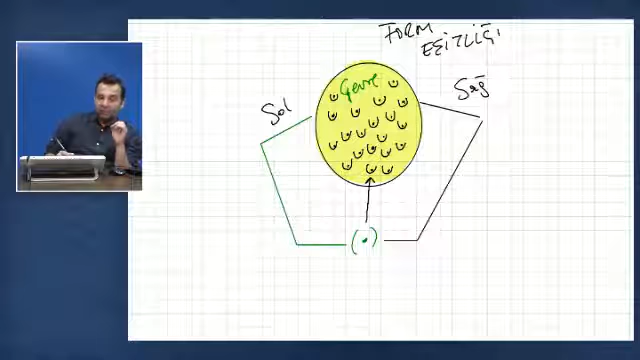 FORM
EŞİTLİĞİ
Çevre
Sol
Sağ
(•)